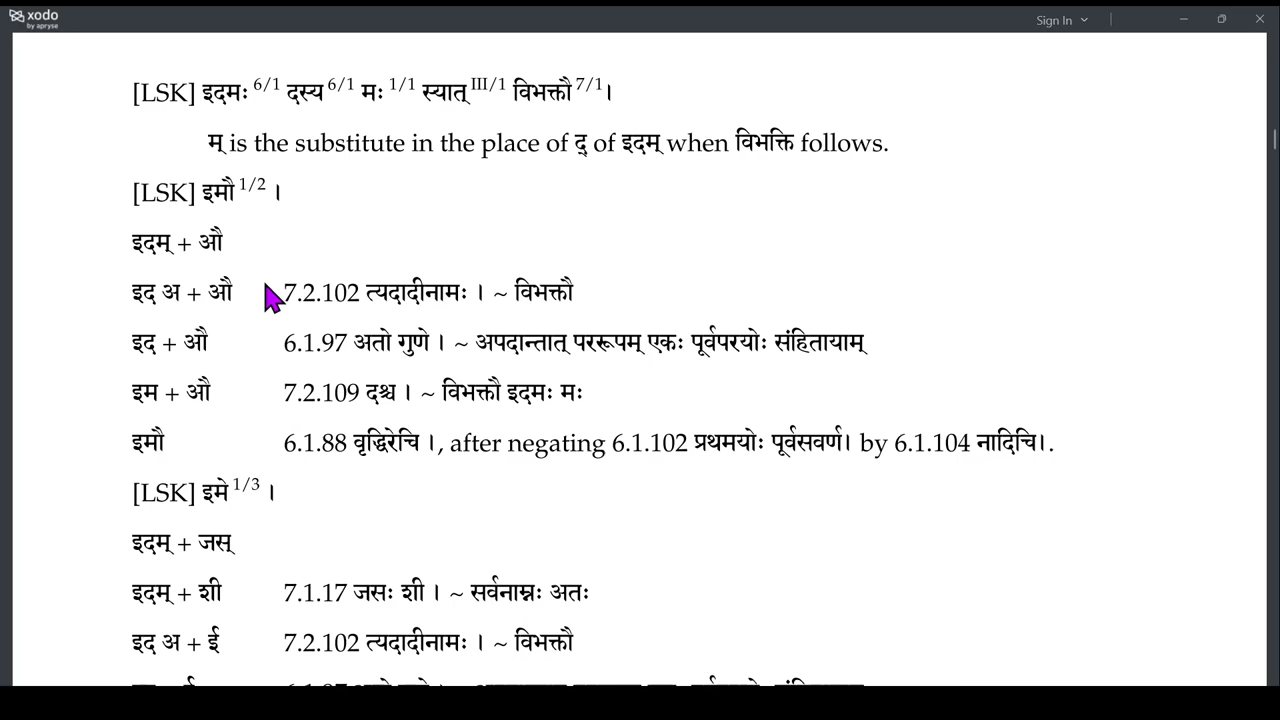 xodo
by apryse
Sign In
[LSK] इदमः 6/1 दस्य 6/1 मः 1/1 स्यात् III/1 विभक्तौ 7/1।
म् is the substitute in the place of द् of इदम् when विभक्ति follows.
[LSK] इमौ 1/2 ।
इदम् + औ
इद अ + औ 7.2.102 त्यदादीनामः । ~ विभक्तौ
इद + औ 6.1.97 अतो गुणे । ~ अपदान्तात् पररूपम् एकः पूर्वपरयोः संहितायाम्
इम + औ 7.2.109 दश्च । ~ विभक्तौ इदमः मः
इमौ 6.1.88 वृद्धिरेचि ।, after negating 6.1.102 प्रथमयोः पूर्वसवर्ण। by 6.1.104 नादिचि।.
[LSK] इमे 1/3 ।
इदम् + जस्
इदम् + शी 7.1.17 जसः शी । ~ सर्वनाम्नः अतः
इद अ + ई 7.2.102 त्यदादीनामः । ~ विभक्तौ